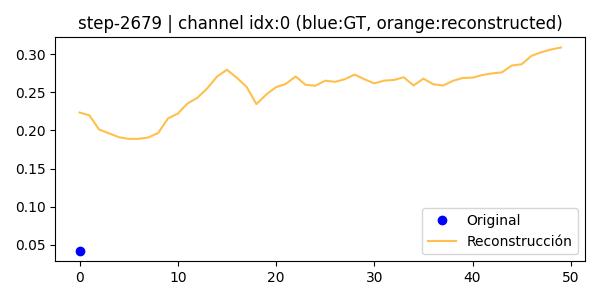 step-2679 | channel idx:0 (blue:GT, orange:reconstructed)
0.30
0.25
0.20
0.15
0.10
0.05
Original
Reconstrucción
0 10 20 30 40 50